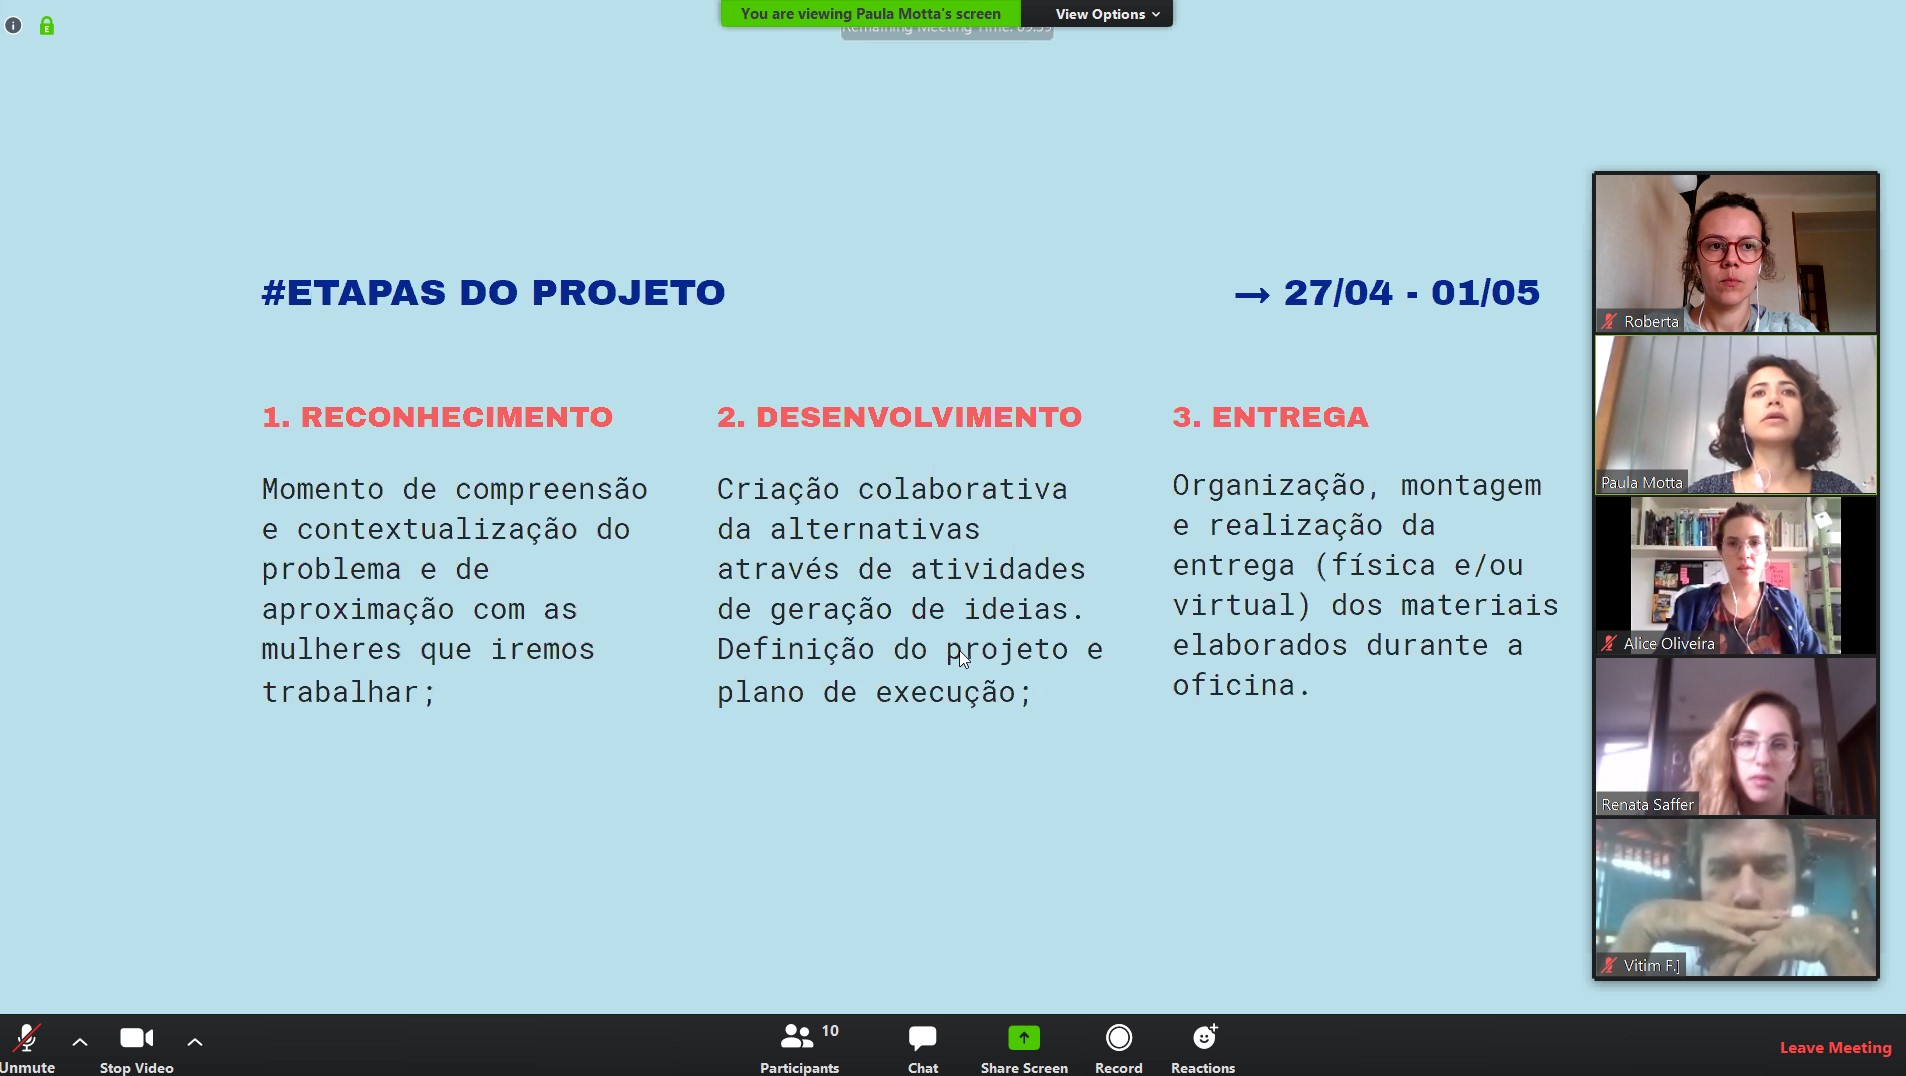 You are viewing Paula Motta's screen
View Options
Remaining Meeting Time: 09:59
#ETAPAS DO PROJETO
→ 27/04 - 01/05
1. RECONHECIMENTO
Momento de compreensão
e contextualização do
problema e de
aproximação com as
mulheres que iremos
trabalhar;
2. DESENVOLVIMENTO
Criação colaborativa
da alternativas
através de atividades
de geração de ideias.
Definição do projeto e
plano de execução;
3. ENTREGA
Organização, montagem
e realização da
entrega (física e/ou
virtual) dos materiais
elaborados durante a
oficina.
Roberta
Paula Motta
Alice Oliveira
Renata Saffer
Vitim F.J
Unmute
Stop Video
Participants
10
Chat
Share Screen
Record
Reactions
Leave Meeting